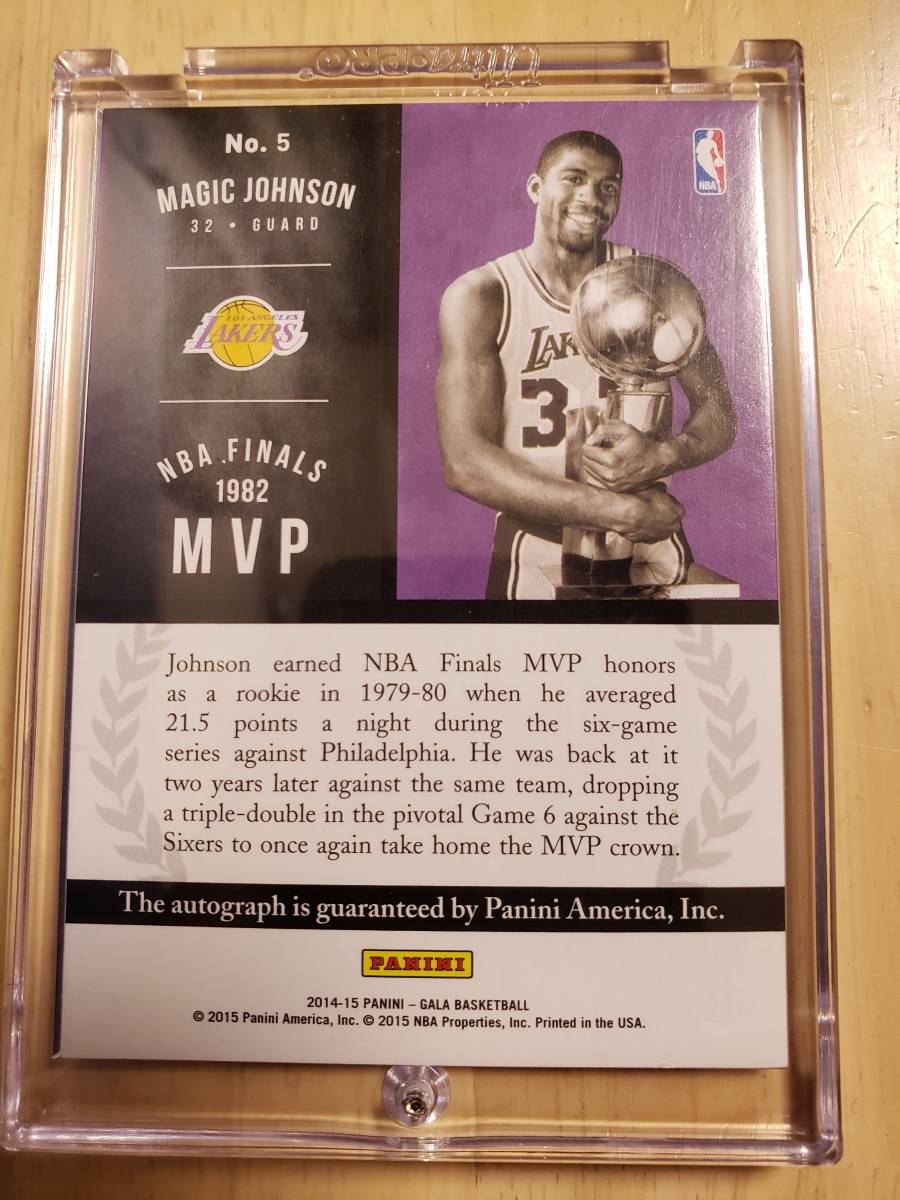 UltraPRO
No. 5
MAGIC JOHNSON
32 • GUARD
NBA
LOS ANGELES
LAKERS
LAK
3
NBA FINALS
1982
MVP
Johnson earned NBA Finals MVP honors
as a rookie in 1979-80 when he averaged
21.5 points a night during the six-game
series against Philadelphia. He was back at it
two years later against the same team, dropping
a triple-double in the pivotal Game 6 against the
Sixers to once again take home the MVP crown.
The autograph is guaranteed by Panini America, Inc.
PANINI
2014-15 PANINI – GALA BASKETBALL
© 2015 Panini America, Inc. © 2015 NBA Properties, Inc. Printed in the USA.